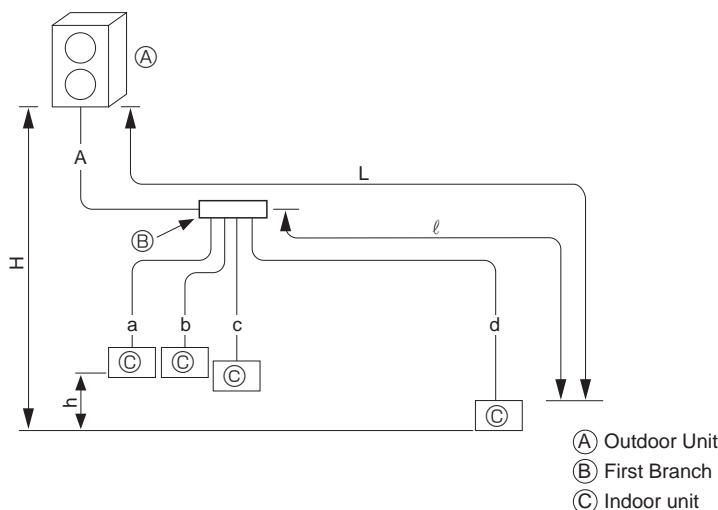 Ⓐ
A
L
Ⓑ
ℓ
H
a
b
c
d
Ⓒ
Ⓒ
Ⓒ
h
Ⓒ
Ⓐ Outdoor Unit
Ⓑ First Branch
Ⓒ Indoor unit